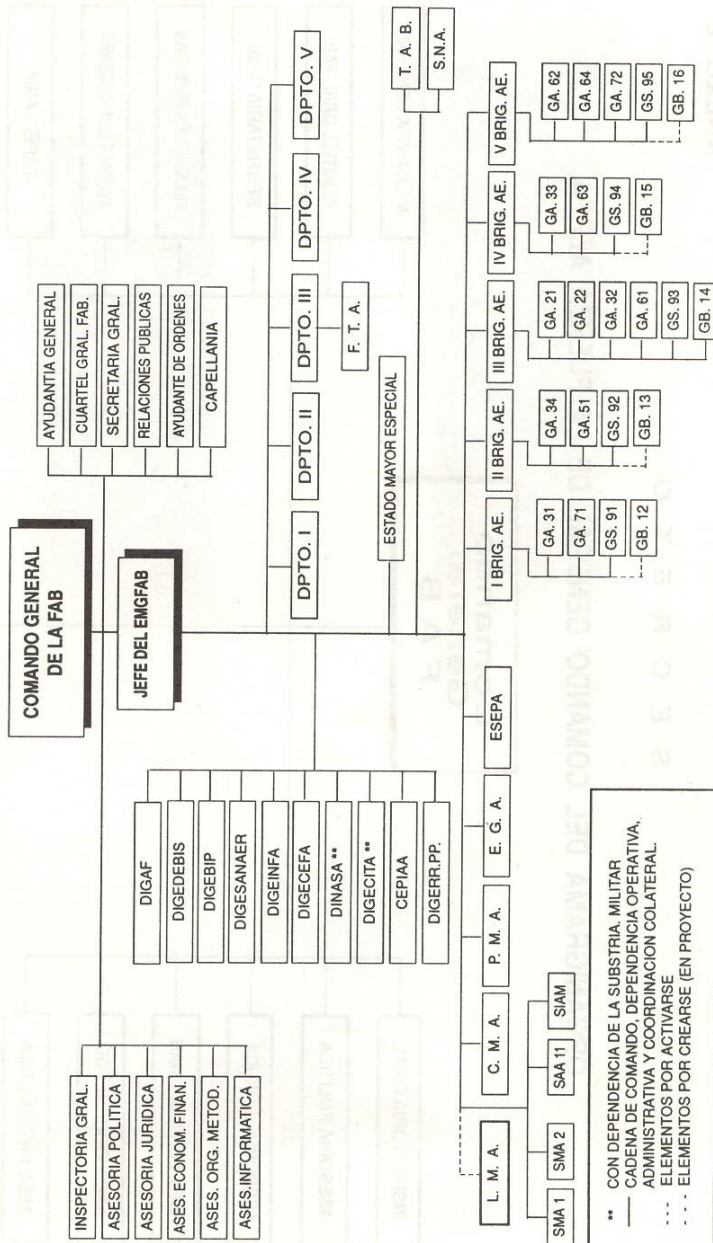 COMANDO GENERAL
DE LA FAB
JEFE DEL EMGFAB
INSPECTORIA GRAL.
ASESORIA POLITICA
ASESORIA JURIDICA
ASES. ECONOM. FINAN.
ASES. ORG. METOD.
ASES. INFORMATICA
AYUDANTIA GENERAL
CUARTEL GRAL. FAB.
SECRETARIA GRAL.
RELACIONES PUBLICAS
AYUDANTE DE ORDENES
CAPELLANIA
DIGAF
DIGEDEBIS
DIGEBIP
DIGESANAER
DIGEINFA
DIGECEFA
DINASA **
DIGECITA **
CEPIAA
DIGERR.PP.
DPTO. I
DPTO. II
DPTO. III
DPTO. IV
DPTO. V
F. T. A.
ESTADO MAYOR ESPECIAL
T. A. B.
S.N.A.
L. M. A.
C. M. A.
P. M. A.
E. G. A.
ESEPA
SMA 1
SMA 2
SAA 11
SIAM
I BRIG. AE.
GA. 31
GA. 71
GS. 91
GB. 12
II BRIG. AE.
GA. 34
GA. 51
GS. 92
GB. 13
III BRIG. AE.
GA. 21
GA. 22
GA. 32
GA. 61
GS. 93
GB. 14
IV BRIG. AE.
GA. 33
GA. 63
GS. 94
GB. 15
V BRIG. AE.
GA. 62
GA. 64
GA. 72
GS. 95
GB. 16
** CON DEPENDENCIA DE LA SUBSTRIA. MILITAR
CADENA DE COMANDO, DEPENDENCIA OPERATIVA,
ADMINISTRATIVA Y COORDINACION COLATERAL.
--- ELEMENTOS POR ACTIVARSE
- - - ELEMENTOS POR CREARSE (EN PROYECTO)